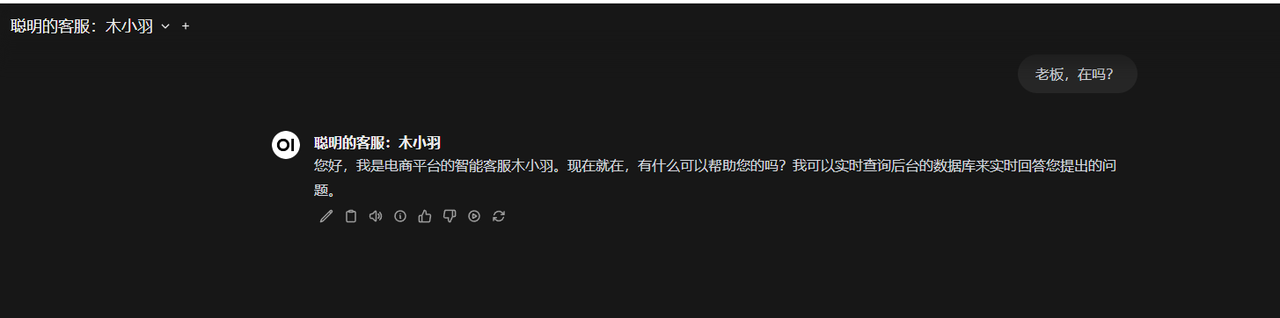 聪明的客服：木小羽
老板，在吗？
OI
聪明的客服：木小羽
您好，我是电商平台的智能客服木小羽。现在就在，有什么可以帮助您的吗？我可以实时查询后台的数据库来实时回答您提出的问
题。